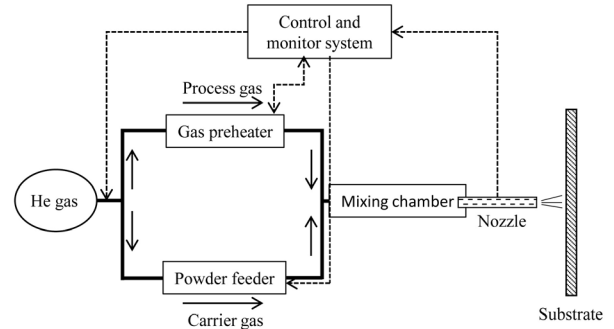 Control and
monitor system
Process gas
Gas preheater
He gas
Mixing chamber
Nozzle
Powder feeder
Carrier gas
Substrate